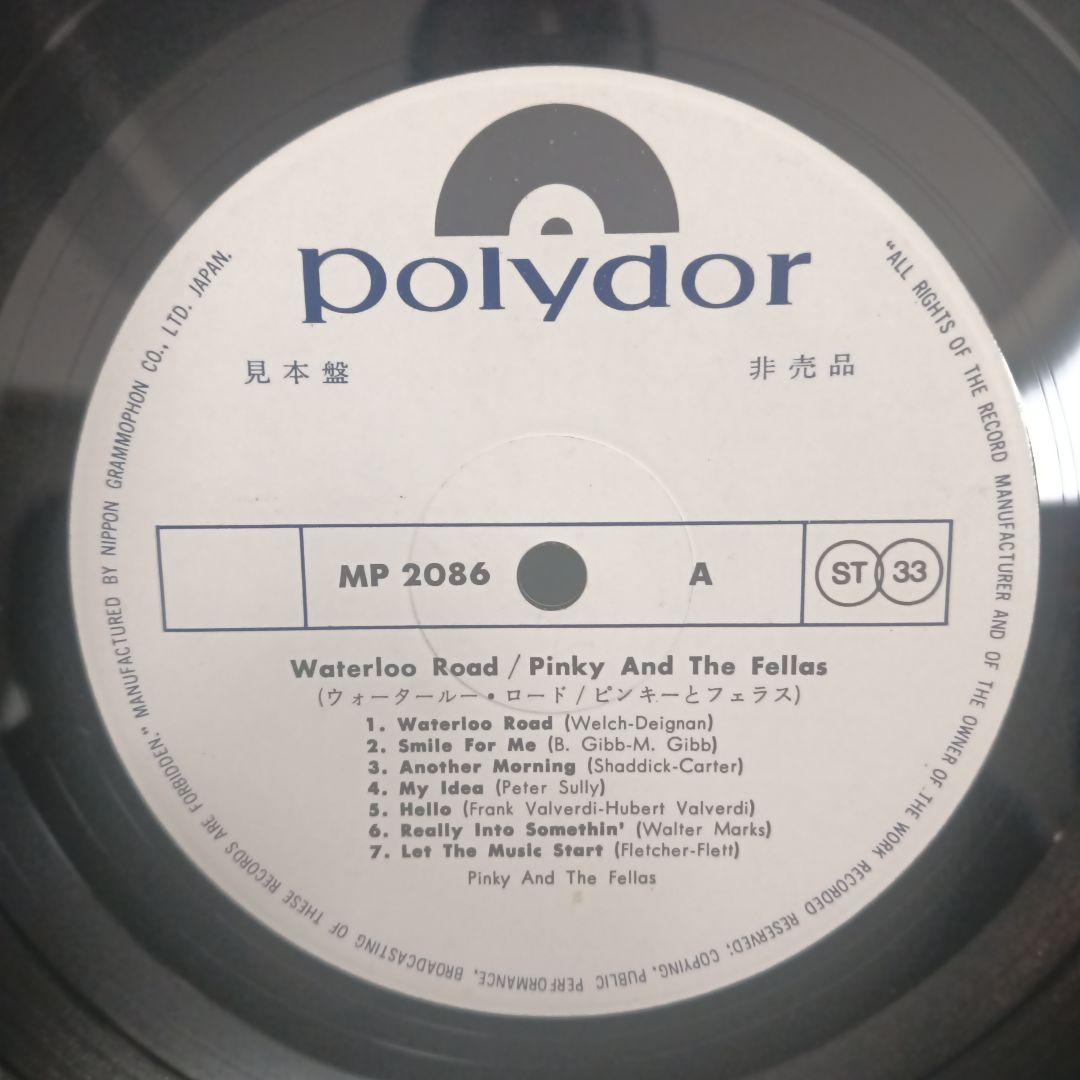 polydor
見本盤
非売品
MP 2086
A
ST 33
Waterloo Road / Pinky And The Fellas
(ウォータールー・ロード/ピンキーとフェラス)
1. Waterloo Road (Welch-Deignan)
2. Smile For Me (B. Gibb-M. Gibb)
3. Another Morning (Shaddick-Carter)
4. My Idea (Peter Sully)
5. Hello (Frank Valverdi-Hubert Valverdi)
6. Really Into Somethin' (Walter Marks)
7. Let The Music Start (Fletcher-Flett)
Pinky And The Fellas
"ALL RIGHTS OF THE RECORD MANUFACTURER AND OF THE OWNER OF THE WORK RECORDED RESERVED; COPYING, PUBLIC PERFORMANCE, BROADCASTING OF THESE RECORDS ARE FORBIDDEN." MANUFACTURED BY NIPPON GRAMMOPHON CO., LTD. JAPAN.